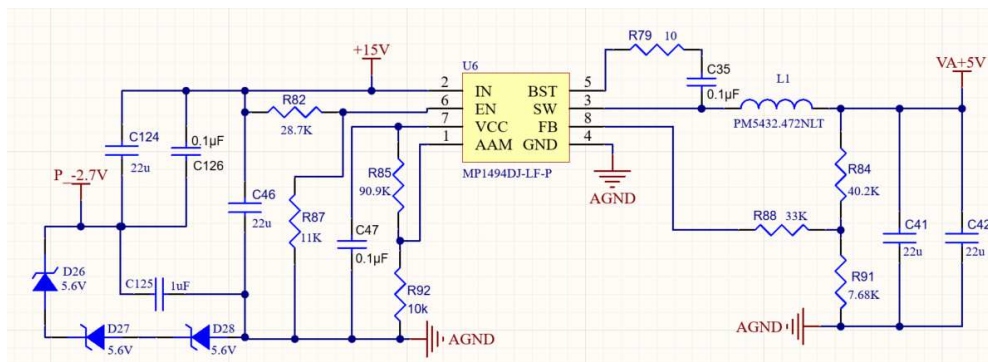 R79 10
+15V
U6
C35
0.1µF
L1
VA+5V
2 IN BST 5
6 EN SW 3
7 VCC FB 8
1 AAM GND 4
MP1494DJ-LF-P
R82
28.7K
PM5432.472NLT
C124
22u
0.1µF
C126
P_-2.7V
C46
22u
R85
90.9K
AGND
R84
40.2K
R87
11K
C47
0.1µF
R88 33K
C41
22u
C42
22u
D26
5.6V
C125 1uF
R92
10k
R91
7.68K
D27
5.6V
D28
5.6V
AGND
AGND